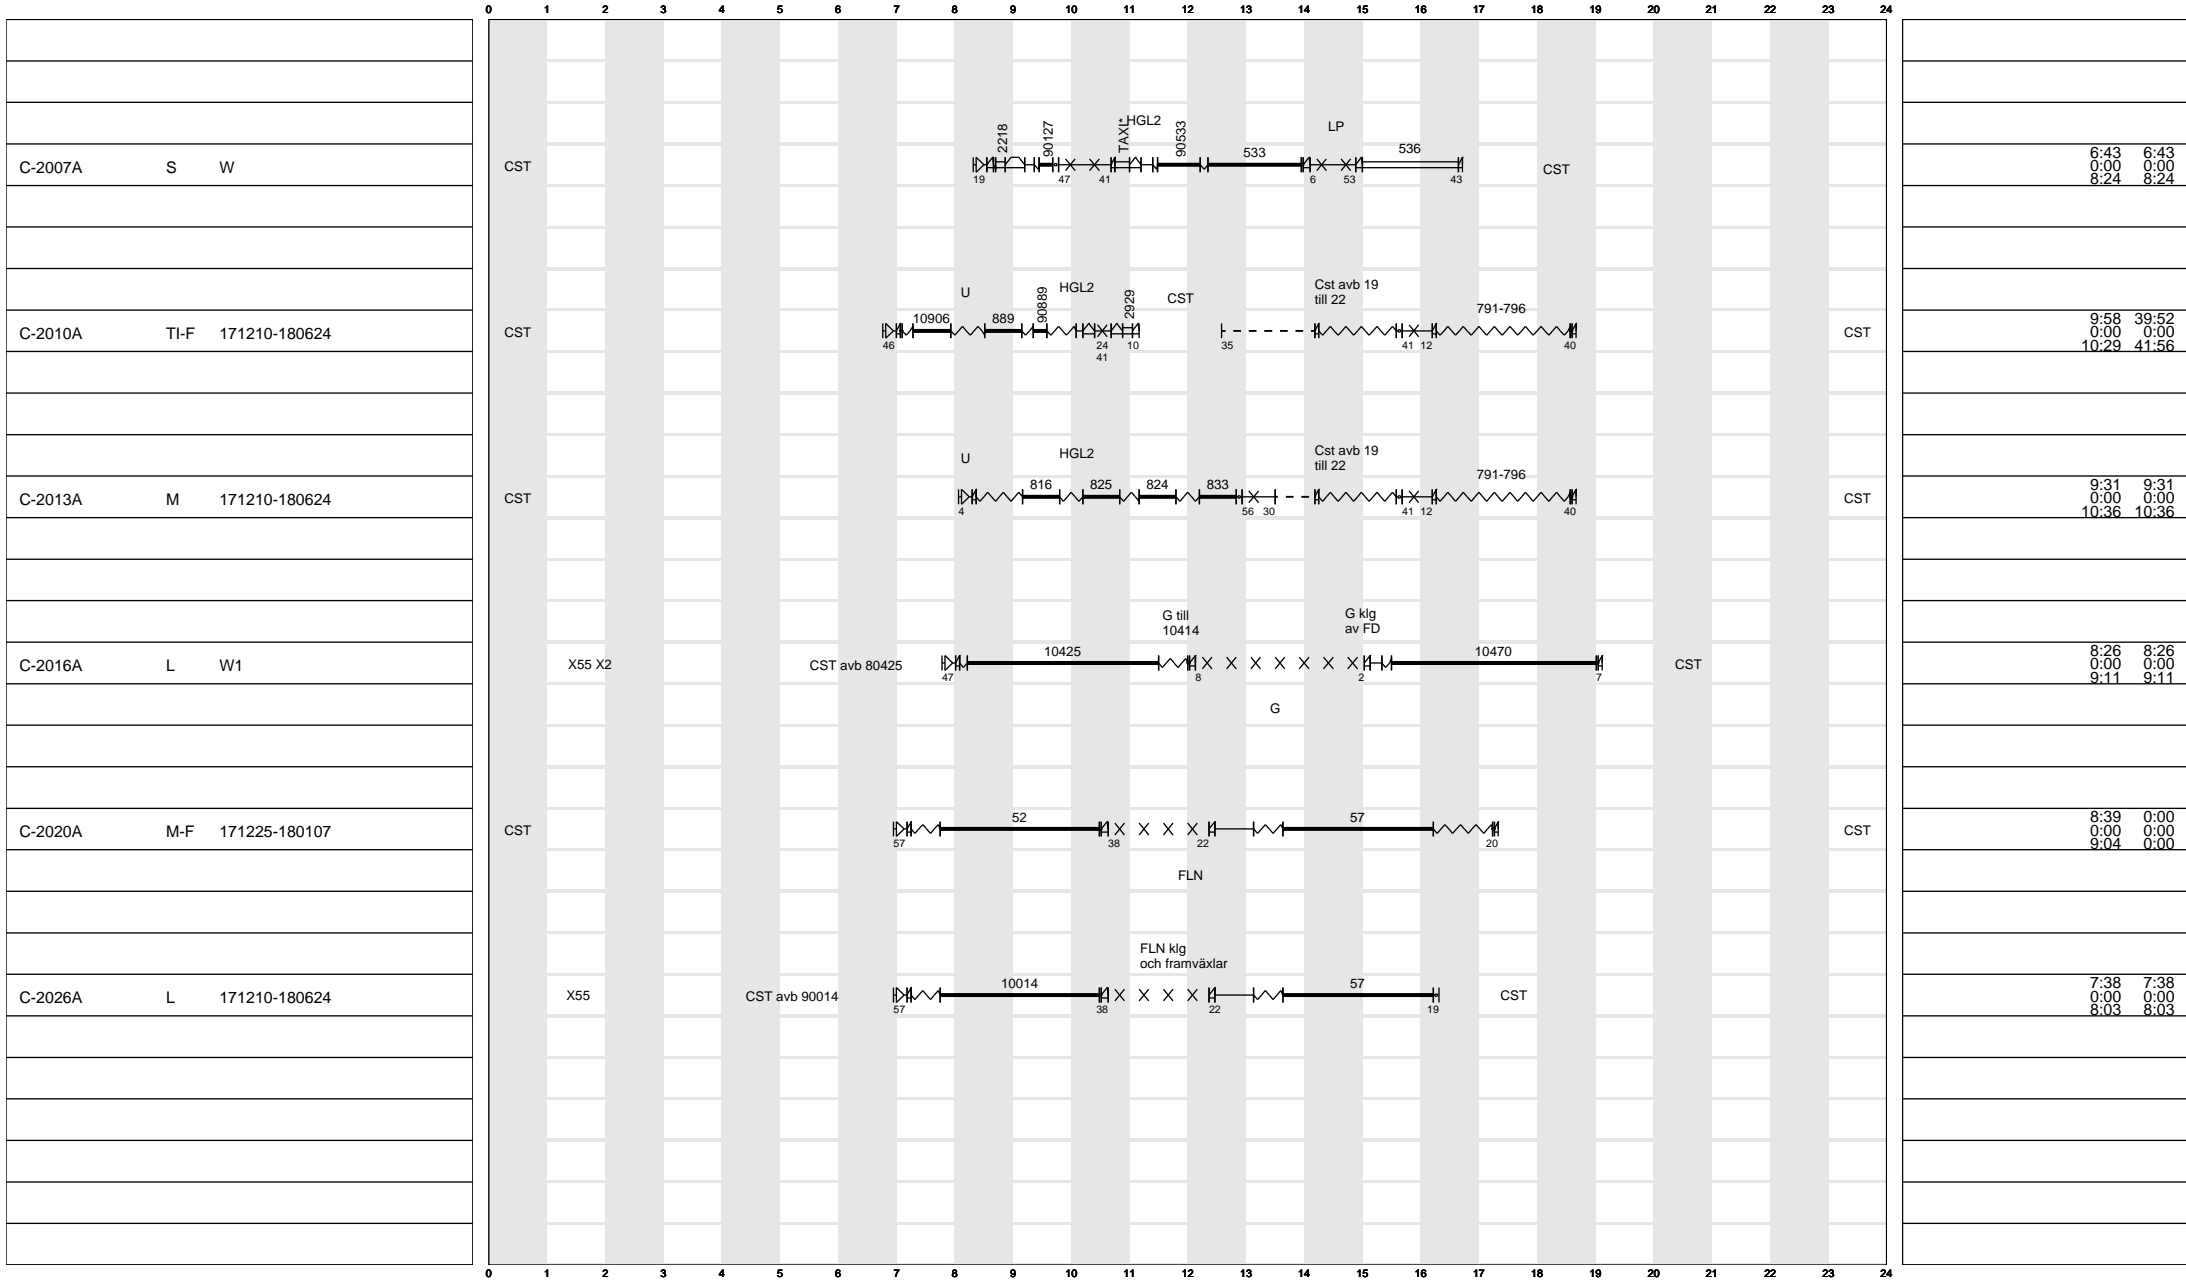 0 1 2 3 4 5 6 7 8 9 10 11 12 13 14 15 16 17 18 19 20 21 22 23 24
2218 90127 TAXL* HGL2 90533 533 LP 536
C-2007A S W CST CST 6:43 6:43
0:00 0:00
19 47 41 6 53 43 8:24 8:24
U 10906 889 90889 HGL2 2929 CST
Cst avb 19
till 22
791-796
C-2010A TI-F 171210-180624 CST CST 9:58 39:52
0:00 0:00
46 24 10 35 41 12 40 10:29 41:56
41
U HGL2
Cst avb 19
till 22
816 825 824 833 791-796
C-2013A M 171210-180624 CST CST 9:31 9:31
0:00 0:00
4 56 30 41 12 40 10:36 10:36
G till
10414
G klg
av FD
10425 10470
C-2016A L W1 X55 X2 CST avb 80425 CST 8:26 8:26
0:00 0:00
47 8 2 7 9:11 9:11
G
52 57
C-2020A M-F 171225-180107 CST CST 8:39 0:00
0:00 0:00
57 38 22 20 9:04 0:00
FLN
FLN klg
och framväxlar
10014 57
C-2026A L 171210-180624 X55 CST avb 90014 CST 7:38 7:38
0:00 0:00
57 38 22 19 8:03 8:03
0 1 2 3 4 5 6 7 8 9 10 11 12 13 14 15 16 17 18 19 20 21 22 23 24